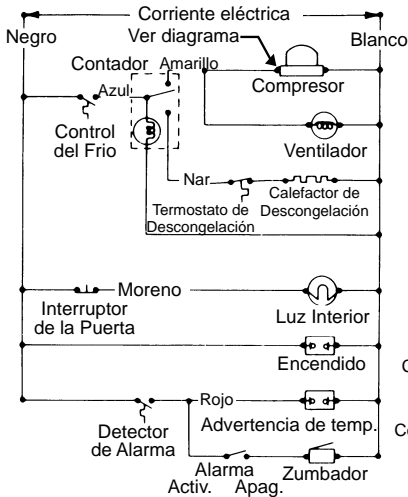 Corriente eléctrica
Negro
Ver diagrama
Blanco
Contador
Amarillo
Compresor
Azul
Control
del Frio
Ventilador
Nar
Termostato de
Descongelación
Calefactor de
Descongelación
Moreno
Interruptor
de la Puerta
Luz Interior
Encendido
Rojo
Advertencia de temp.
Detector
de Alarma
Alarma
Activ. Apag.
Zumbador